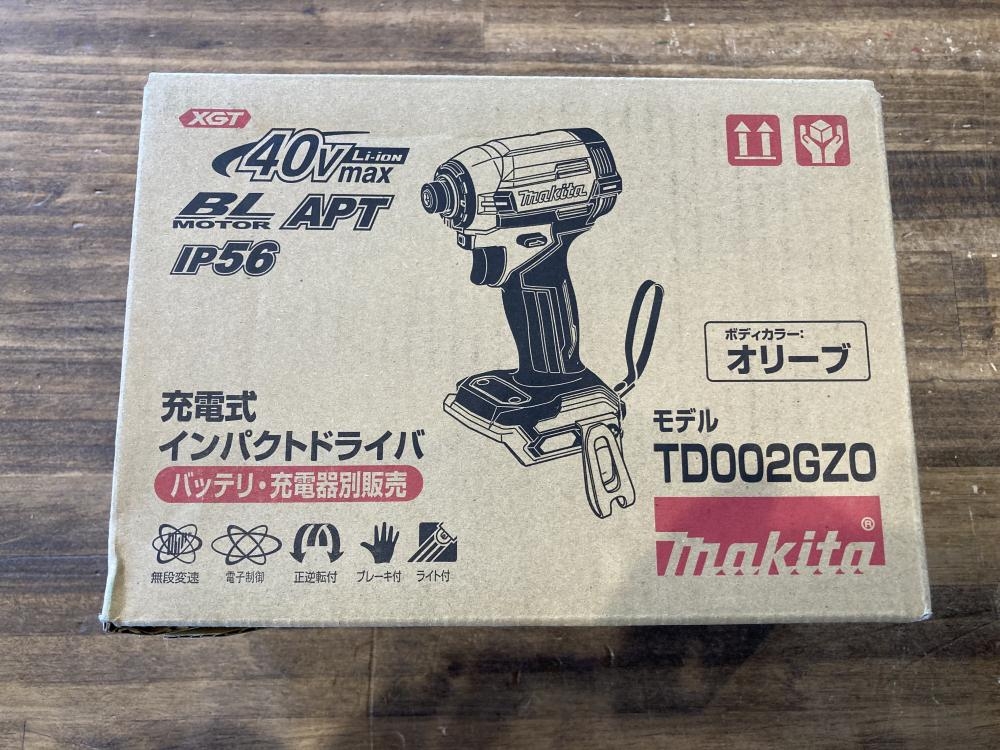 XGT
40Vmax Li-ion
BL MOTOR APT
IP56
makita
ボディカラー:
オリーブ
充電式
インパクトドライバ
バッテリ・充電器別販売
モデル
TD002GZO
makita®
無段変速 電子制御 正逆転付 ブレーキ付 ライト付